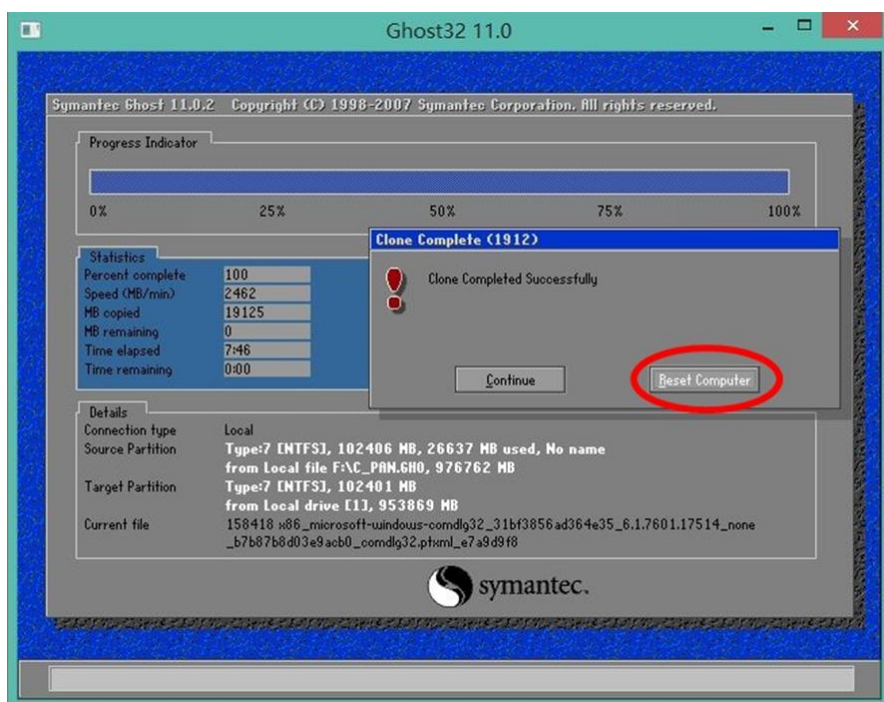 Ghost32 11.0
Symantec Ghost 11.0.2 Copyright (C) 1998-2007 Symantec Corporation. All rights reserved.
Progress Indicator
0% 25% 50% 75% 100%
Clone Complete (1912)
Clone Completed Successfully
Continue Reset Computer
Statistics
Percent complete 100
Speed (MB/min) 2462
MB copied 19125
MB remaining 0
Time elapsed 7:46
Time remaining 0:00
Details
Connection type Local
Source Partition Type:7 [NTFS], 102406 MB, 26637 MB used, No name
from Local file F:\C_PAN.GHO, 976762 MB
Target Partition Type:7 [NTFS], 102401 MB
from Local drive [1], 953869 MB
Current file 158418 x86_microsoft-windows-comdlg32_31bf3856ad364e35_6.1.7601.17514_none
_b7b87b8d03e9acb0_comdlg32.ptxml_e7a9d9f8
symantec.